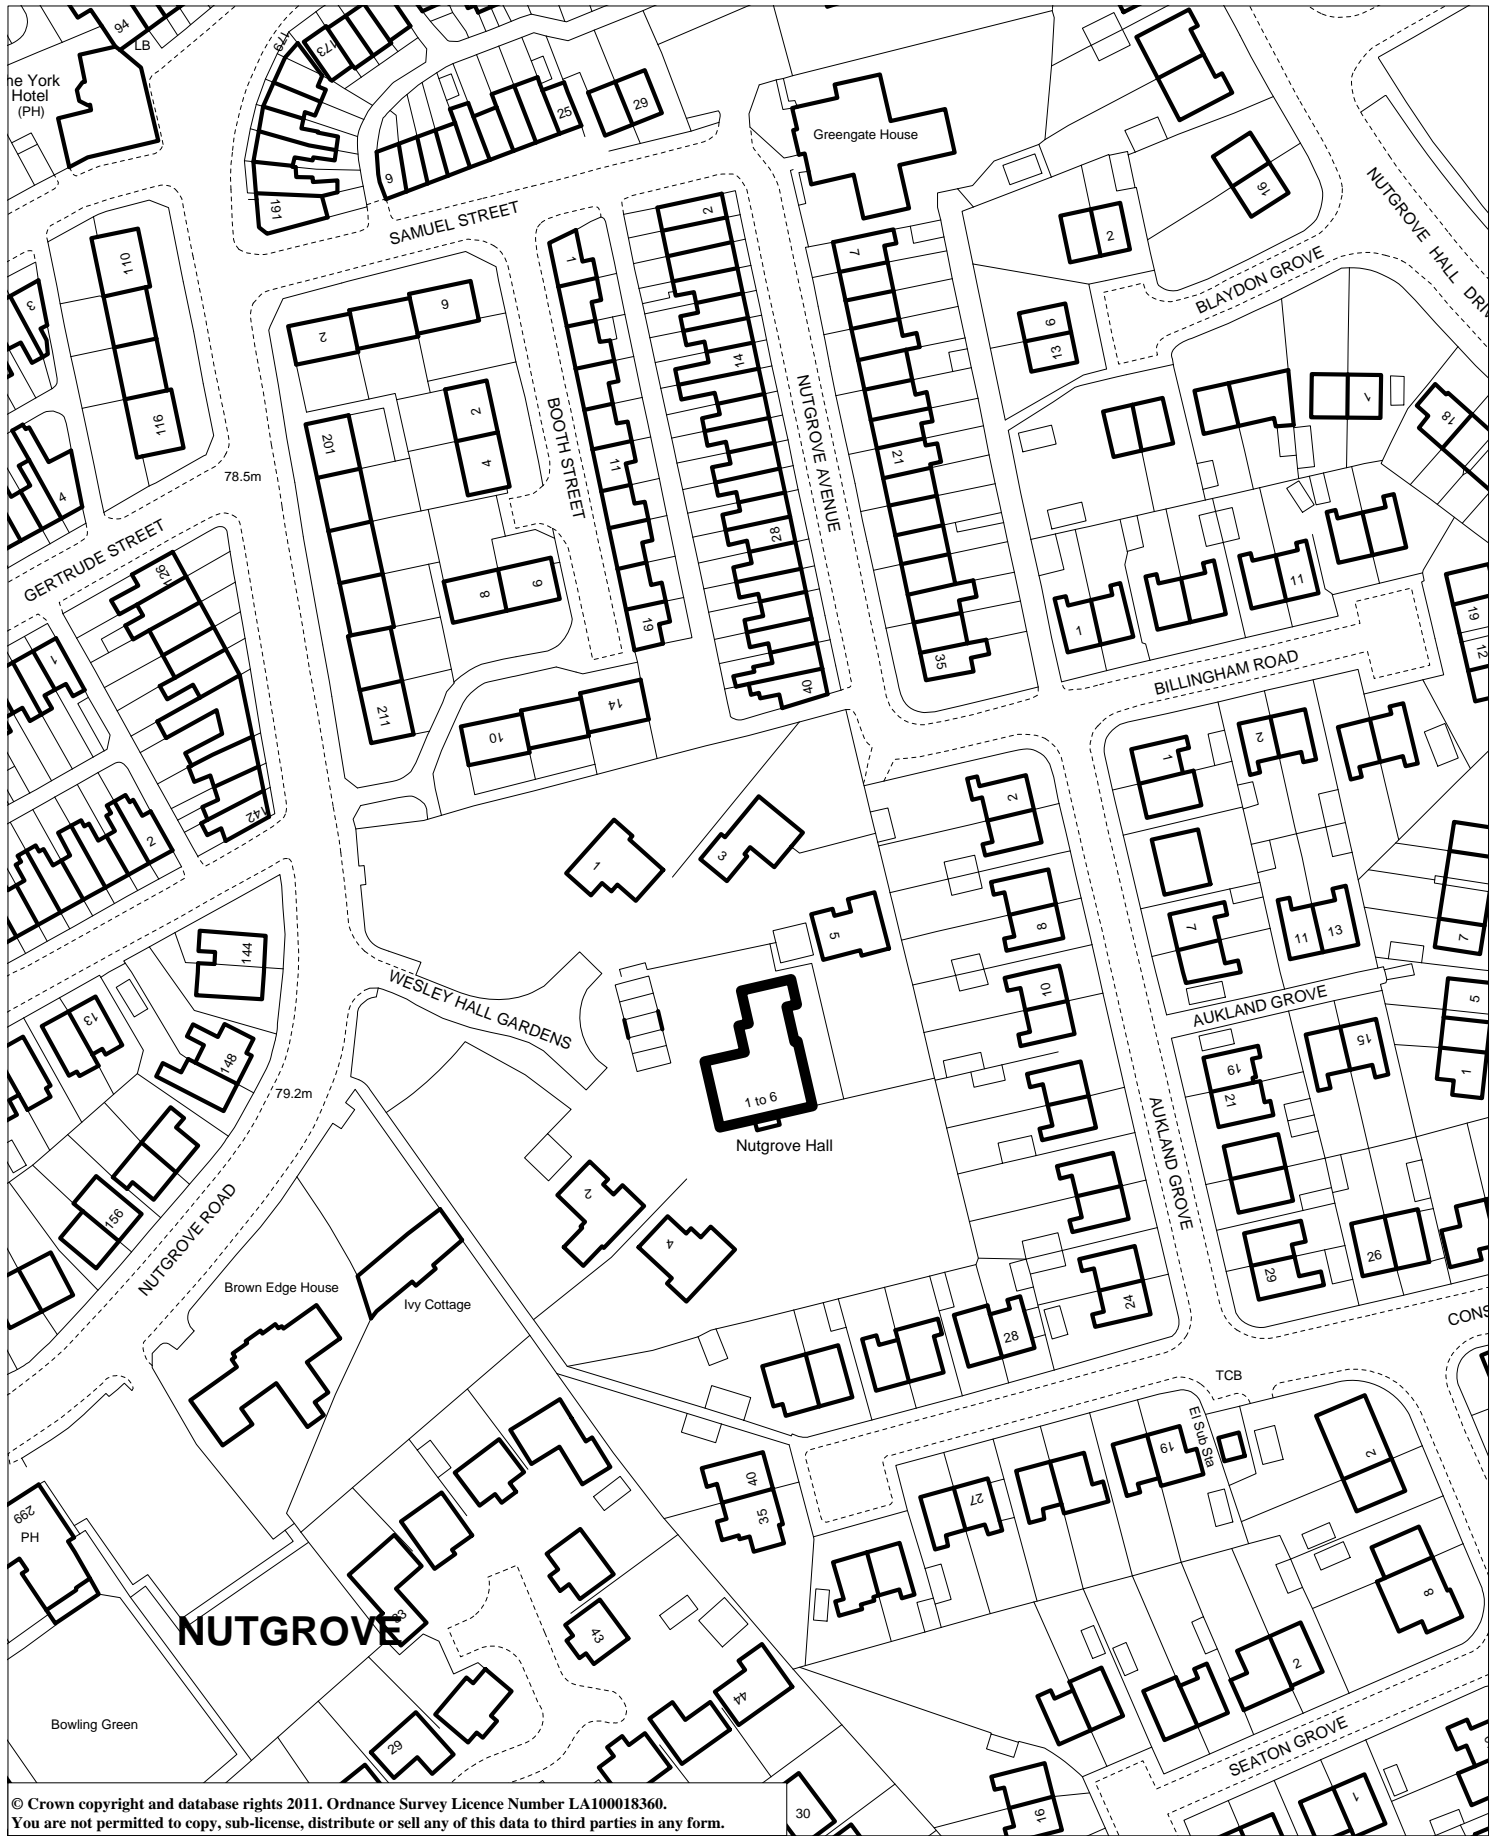 94
LB
179
173
he York
Hotel
(PH)
25
29
Greengate House
9
191
SAMUEL STREET
2
7
16
NUTGROVE HALL DRIV
2
BLAYDON GROVE
110
3
1
2
6
9
13
14
1
18
NUTGROVE AVENUE
BOOTH STREET
2
4
116
201
11
21
4
78.5m
28
GERTRUDE STREET
126
8
6
11
19
1
1
19
12
35
40
BILLINGHAM ROAD
211
10
14
1
2
142
2
2
1
3
5
8
7
11
13
7
144
WESLEY HALL GARDENS
10
AUKLAND GROVE
5
13
148
15
19
21
1
79.2m
1 to 6
Nutgrove Hall
AUKLAND GROVE
156
2
4
NUTGROVE ROAD
26
29
24
Brown Edge House
Ivy Cottage
28
CONS
TCB
El Sub Sta
19
2
40
35
27
299
PH
8
33
NUTGROVE
43
2
44
Bowling Green
29
SEATON GROVE
1
16
30
© Crown copyright and database rights 2011. Ordnance Survey Licence Number LA100018360.
You are not permitted to copy, sub-license, distribute or sell any of this data to third parties in any form.